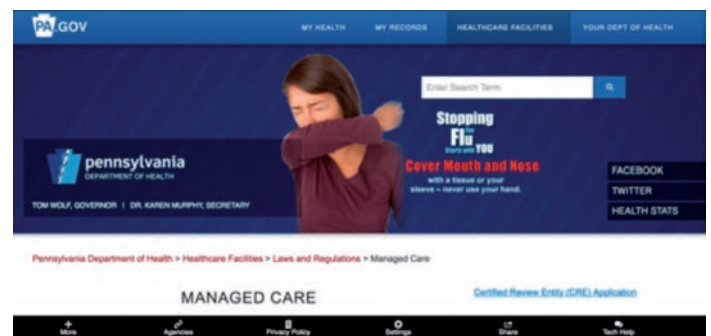 PA.GOV
MY HEALTH
MY RECORDS
HEALTHCARE FACILITIES
YOUR DEPT OF HEALTH
Enter Search Term
Stopping
Flu
Starts with YOU
Cover Mouth and Nose
with a tissue or your
sleeve – never use your hand.
pennsylvania
DEPARTMENT OF HEALTH
TOM WOLF, GOVERNOR | DR. KAREN MURPHY, SECRETARY
FACEBOOK
TWITTER
HEALTH STATS
Pennsylvania Department of Health > Healthcare Facilities > Laws and Regulations > Managed Care
MANAGED CARE
Certified Review Entity (CRE) Application
More
Agencies
Privacy Policy
Settings
Share
Tech Help